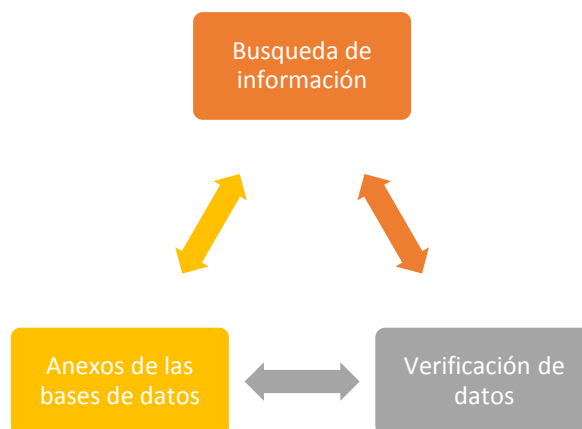 Busqueda de
información
Anexos de las
bases de datos
Verificación de
datos